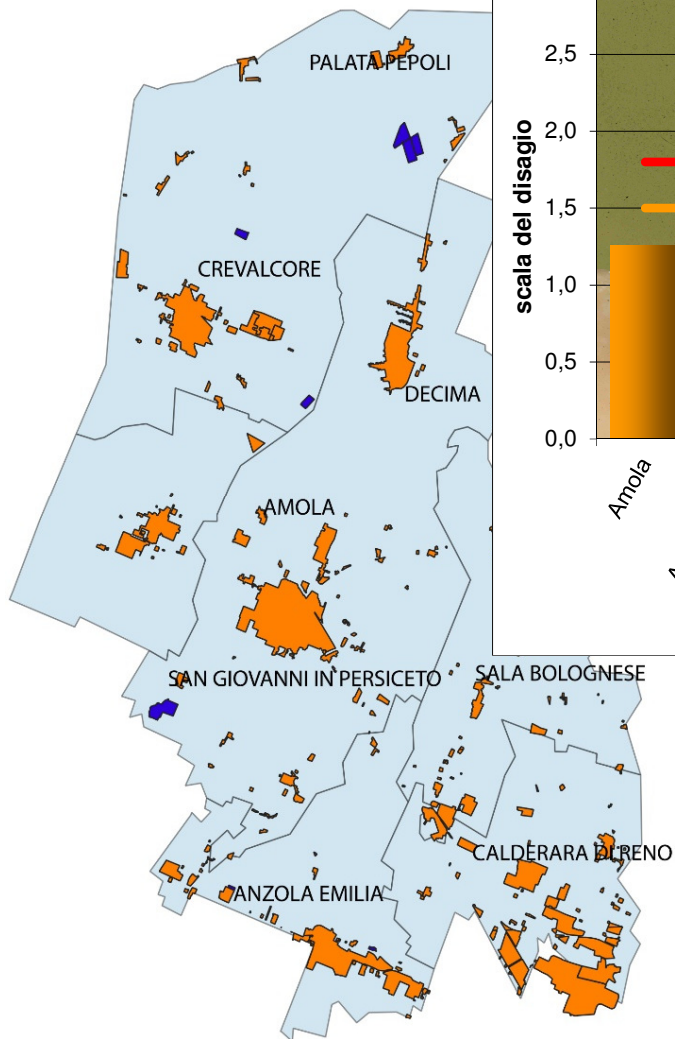 PALATA PEPOLI
CREVALCORE
DECIMA
AMOLA
SAN GIOVANNI IN PERSICETO
SALA BOLOGNESE
CALDERARA DI RENO
ANZOLA EMILIA
scala del disagio
2,5
2,0
1,5
1,0
0,5
0,0
Amola